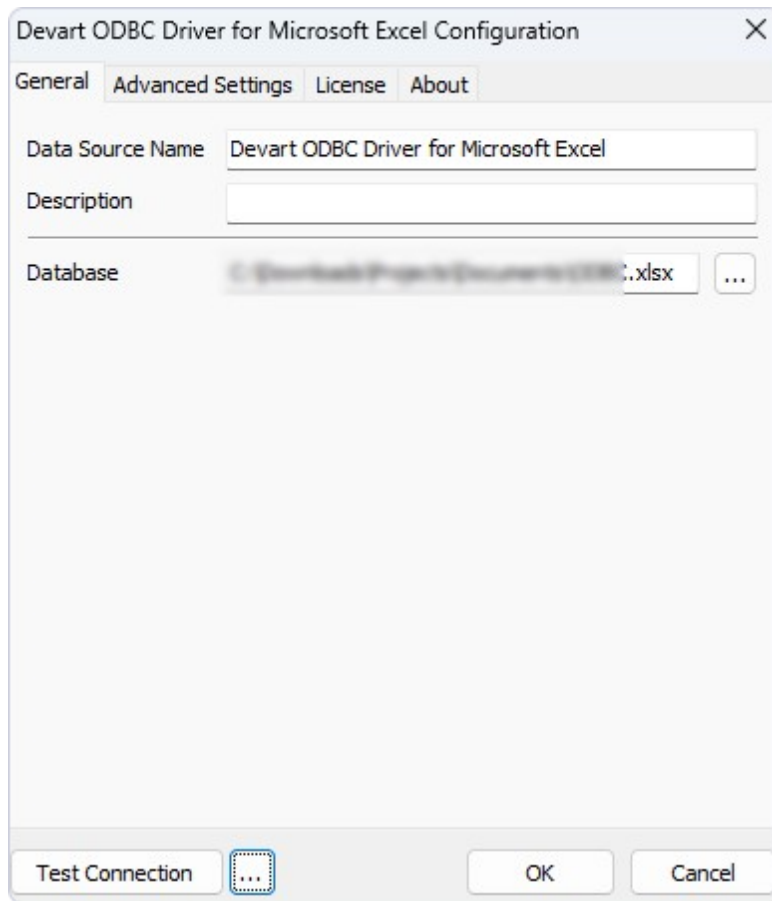 Devart ODBC Driver for Microsoft Excel Configuration
General Advanced Settings License About
Data Source Name Devart ODBC Driver for Microsoft Excel
Description
Database .xlsx ...
Test Connection ... OK Cancel